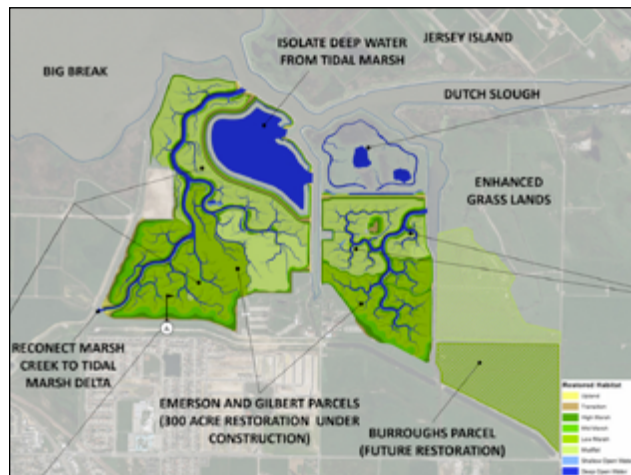 ISOLATE DEEP WATER
FROM TIDAL MARSH
JERSEY ISLAND
BIG BREAK
DUTCH SLOUGH
ENHANCED
GRASS LANDS
RECONECT MARSH
CREEK TO TIDAL
MARSH DELTA
EMERSON AND GILBERT PARCELS
(300 ACRE RESTORATION UNDER
CONSTRUCTION)
BURROUGHS PARCEL
(FUTURE RESTORATION)
Restored Habitat
Upland
Transition
High Marsh
Mid Marsh
Low Marsh
Mudflat
Shallow Open Water
Deep Open Water